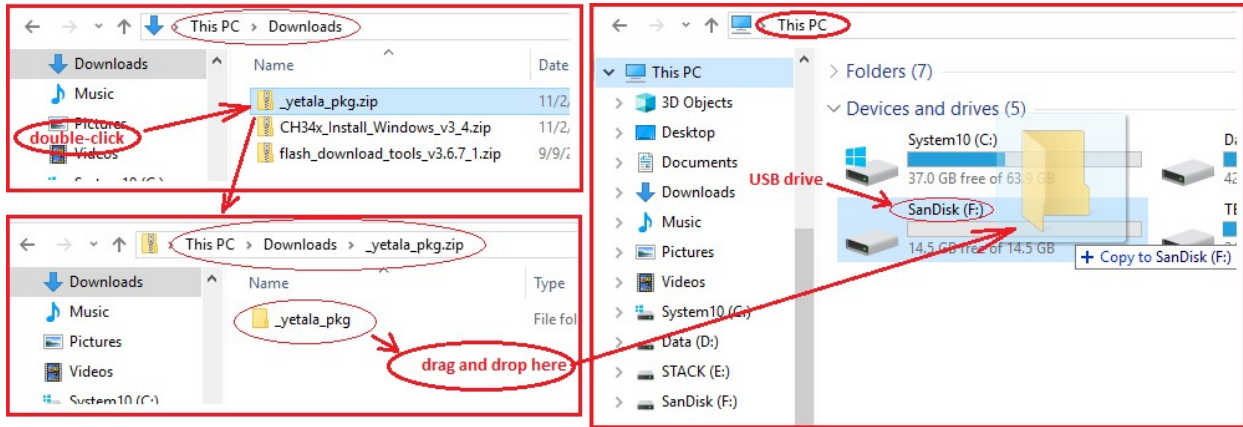 This PC > Downloads
Downloads
Name
Date
Music
_yetala_pkg.zip
11/2/
Pictures
CH34x_Install_Windows_v3_4.zip
11/2/
double-click
Videos
flash_download_tools_v3.6.7_1.zip
9/9/2
System10 (C:)
This PC > Downloads > _yetala_pkg.zip
Downloads
Name
Type
Music
_yetala_pkg
File fol
Pictures
drag and drop here
Videos
System10 (C:)
This PC
This PC
3D Objects
Desktop
Documents
Downloads
Music
Pictures
Videos
System10 (C:)
Data (D:)
STACK (E:)
SanDisk (F:)
Folders (7)
Devices and drives (5)
System10 (C:)
37.0 GB free of 63.9 GB
USB drive
SanDisk (F:)
14.5 GB free of 14.5 GB
+ Copy to SanDisk (F:)
42